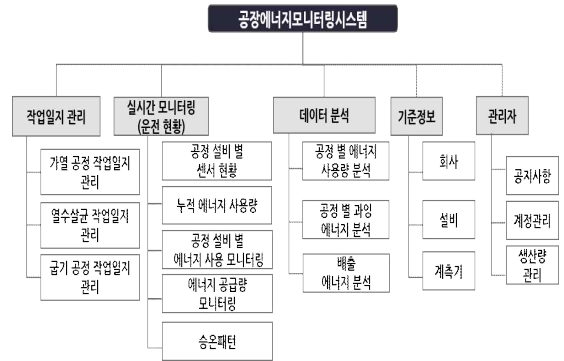 공장에너지모니터링시스템
작업일지 관리
가열 공정 작업일지
관리
열수살균 작업일지
관리
굽기 공정 작업일지
관리
실시간 모니터링
(운전 현황)
공정 설비 별
센서 현황
누적 에너지 사용량
공정 설비 별
에너지 사용 모니터링
에너지 공급량
모니터링
승온패턴
데이터 분석
공정 별 에너지
사용량 분석
공정 별 과잉
에너지 분석
배출
에너지 분석
기준정보
회사
설비
계측기
관리자
공지사항
계정관리
생산량
관리